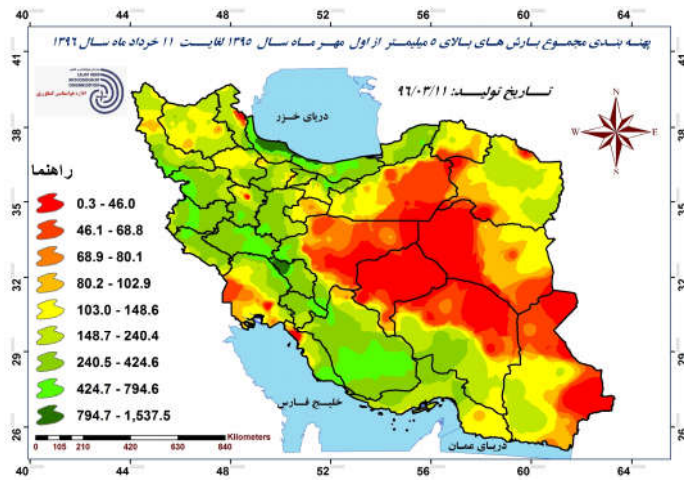 پهنه بندی مجموع بارش های بالای ۵ میلیمتر از اول مهر ماه سال ۱۳۹۵ لغایت ۱۱ خرداد ماه سال ۱۳۹۶
تاریخ تولید: ۹۶/۰۳/۱۱
دریای خزر
N
W E
S
راهنما
0.3 - 46.0
46.1 - 68.8
68.9 - 80.1
80.2 - 102.9
103.0 - 148.6
148.7 - 240.4
240.5 - 424.6
424.7 - 794.6
794.7 - 1,537.5
خلیج فارس
دریای عمان
Kilometers
0 105 210 420 630 840
40 44 48 52 56 60 64
41 38 35 32 29 26